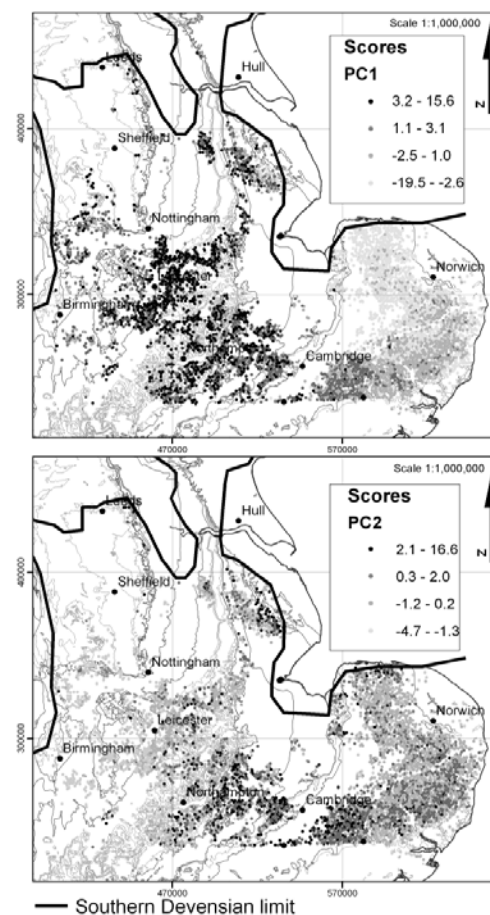 Scale 1:1,000,000
Leeds
Hull
Scores
PC1
3.2 - 15.6
1.1 - 3.1
-2.5 - 1.0
-19.5 - -2.6
Z
400000
Sheffield
Nottingham
Leicester
Norwich
300000
Birmingham
Northampton
Cambridge
470000
570000
Scale 1:1,000,000
Leeds
Hull
Scores
PC2
2.1 - 16.6
0.3 - 2.0
-1.2 - 0.2
-4.7 - -1.3
Z
400000
Sheffield
Nottingham
Leicester
Norwich
300000
Birmingham
Northampton
Cambridge
470000
570000
Southern Devensian limit